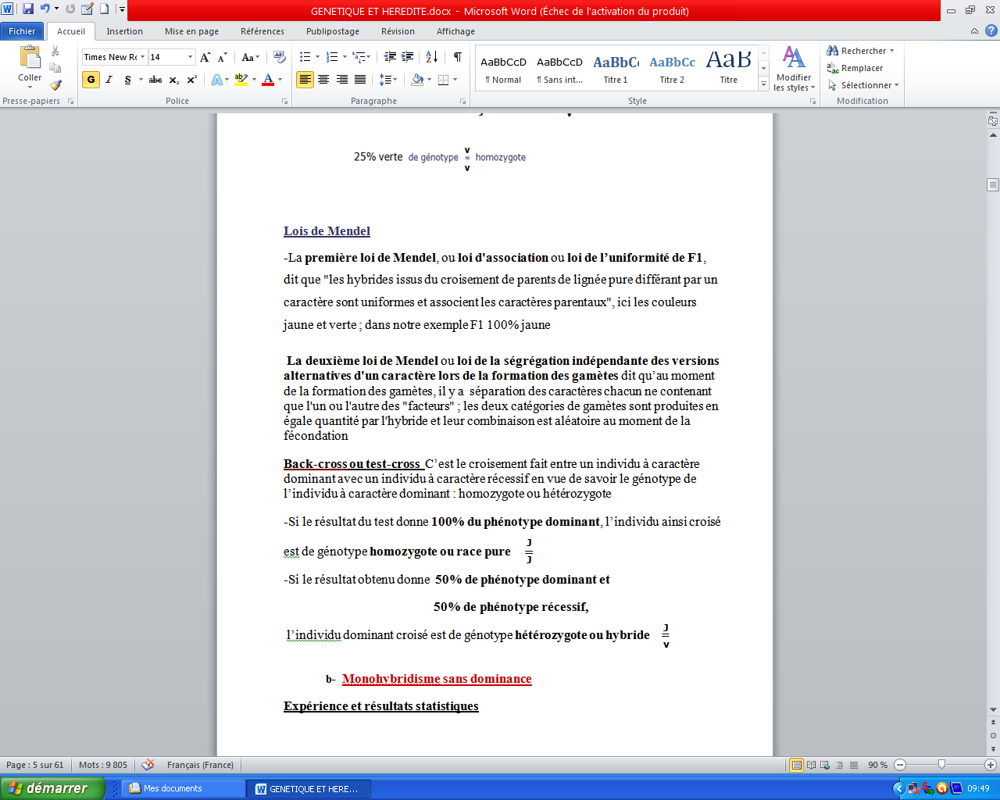 GENETIQUE ET HEREDITE.docx - Microsoft Word (Échec de l'activation du produit)
Fichier Accueil Insertion Mise en page Références Publipostage Révision Affichage
Coller
Times New Ro 14
G I S abc x₂ x² A ab A Aa
AaBbCcD AaBbCcD AaBbC AaBbCc AaB
¶ Normal ¶ Sans int... Titre 1 Titre 2 Titre
Modifier les styles
Rechercher
Remplacer
Sélectionner
Presse-papiers Police Paragraphe Style Modification
25% verte de génotype v = v homozygote
Lois de Mendel
-La première loi de Mendel, ou loi d'association ou loi de l’uniformité de F1,
dit que "les hybrides issus du croisement de parents de lignée pure différant par un
caractère sont uniformes et associent les caractères parentaux", ici les couleurs
jaune et verte ; dans notre exemple F1 100% jaune
La deuxième loi de Mendel ou loi de la ségrégation indépendante des versions
alternatives d'un caractère lors de la formation des gamètes dit qu’au moment
de la formation des gamètes, il y a séparation des caractères chacun ne contenant
que l'un ou l'autre des "facteurs" ; les deux catégories de gamètes sont produites en
égale quantité par l'hybride et leur combinaison est aléatoire au moment de la
fécondation
Back-cross ou test-cross C’est le croisement fait entre un individu à caractère
dominant avec un individu à caractère récessif en vue de savoir le génotype de
l’individu à caractère dominant : homozygote ou hétérozygote
-Si le résultat du test donne 100% du phénotype dominant, l’individu ainsi croisé
est de génotype homozygote ou race pure J = J
-Si le résultat obtenu donne 50% de phénotype dominant et
50% de phénotype récessif,
l’individu dominant croisé est de génotype hétérozygote ou hybride J = v
b- Monohybridisme sans dominance
Expérience et résultats statistiques
Page : 5 sur 61 Mots : 9 805 Français (France) 90 %
démarrer Mes documents GENETIQUE ET HERE... 09:49